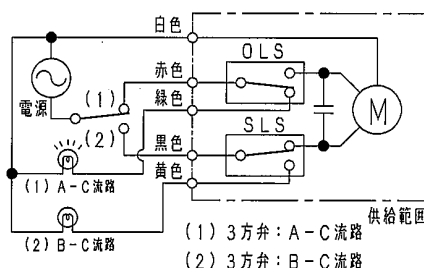 白色
OLS
赤色
緑色
電源
(1)
(2)
M
SLS
黒色
黄色
(1) A-C流路
(2) B-C流路
供給範囲
(1) 3方弁:A-C流路
(2) 3方弁:B-C流路